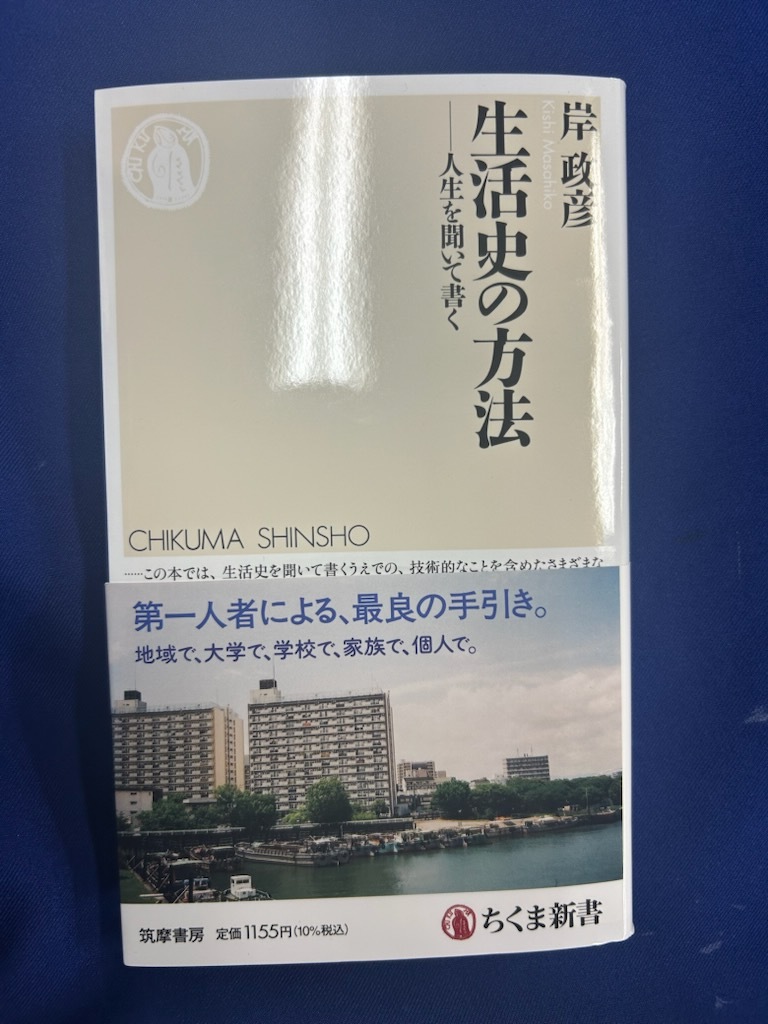 岸 政彦
Kishi Masahiko
生活史の方法
——人生を聞いて書く
CHIKUMA SHINSHO
……この本では、生活史を聞いて書くうえでの、技術的なことを含めたさまざまな
第一人者による、最良の手引き。
地域で、大学で、学校で、家族で、個人で。
筑摩書房 定価1155円(10%税込)
ちくま新書